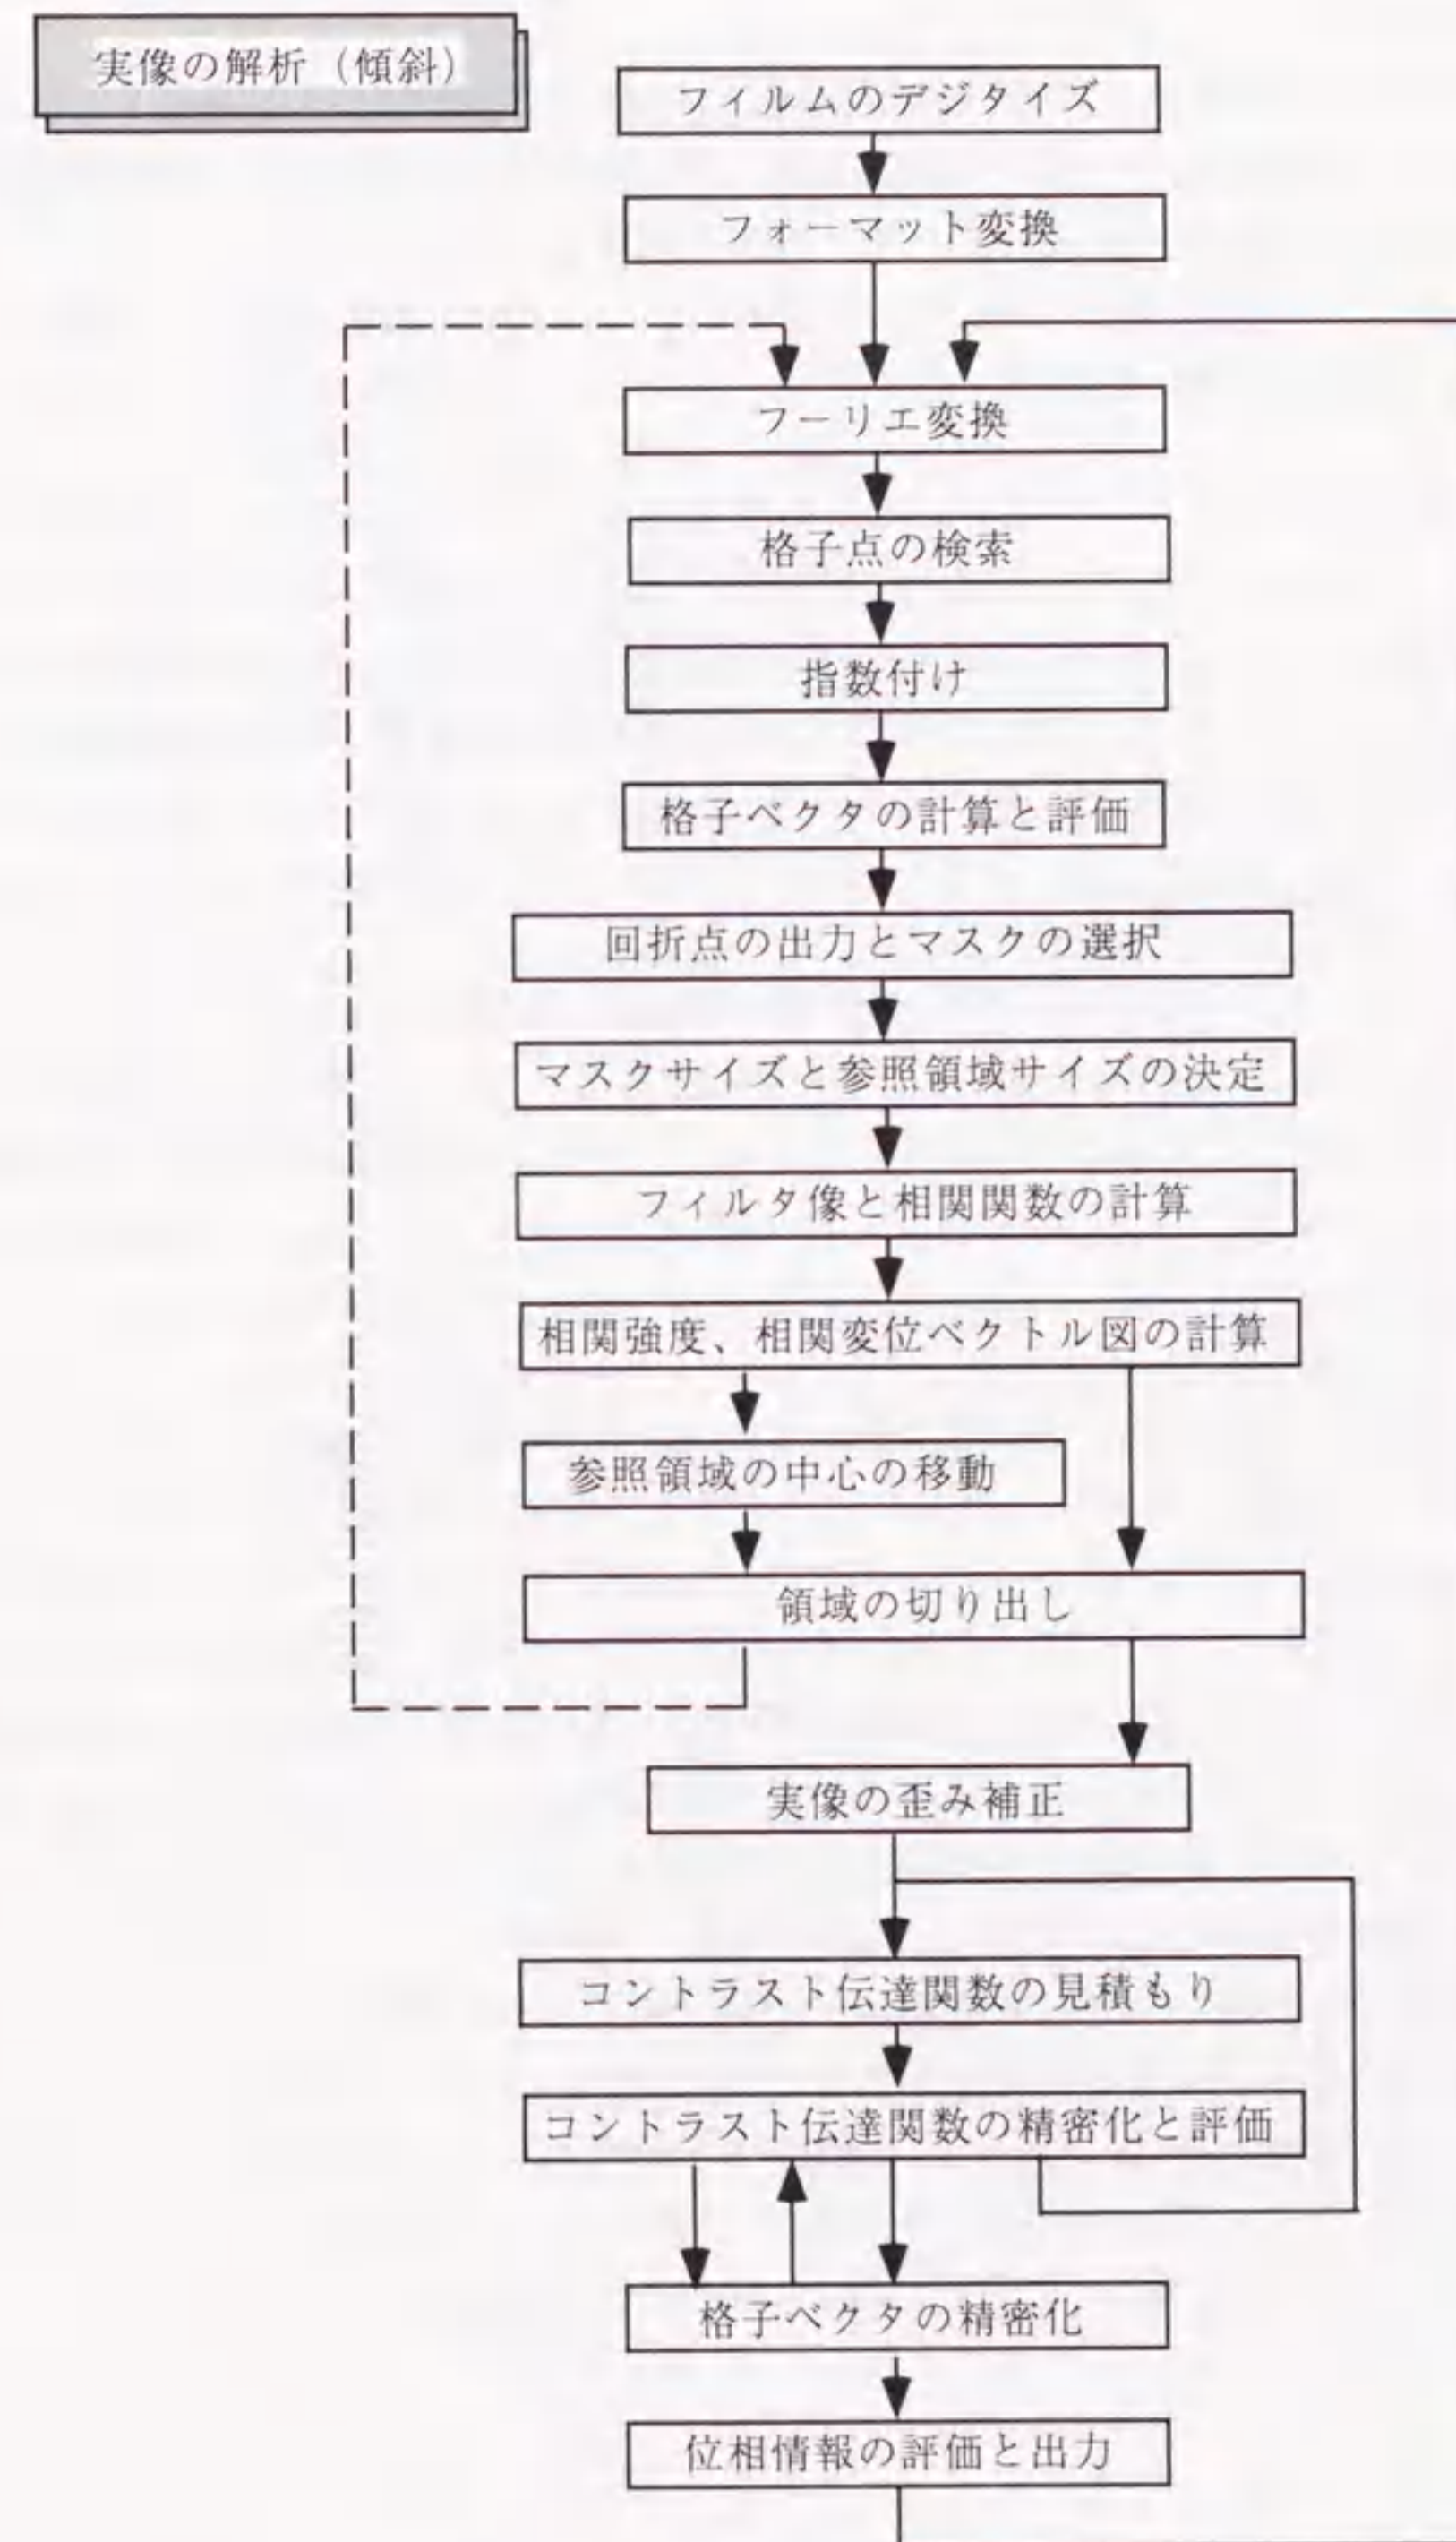 実像の解析（傾斜）
フィルムのデジタイズ
フォーマット変換
フーリエ変換
格子点の検索
指数付け
格子ベクタの計算と評価
回折点の出力とマスクの選択
マスクサイズと参照領域サイズの決定
フィルタ像と相関関数の計算
相関強度、相関変位ベクトル図の計算
参照領域の中心の移動
領域の切り出し
実像の歪み補正
コントラスト伝達関数の見積もり
コントラスト伝達関数の精密化と評価
格子ベクタの精密化
位相情報の評価と出力